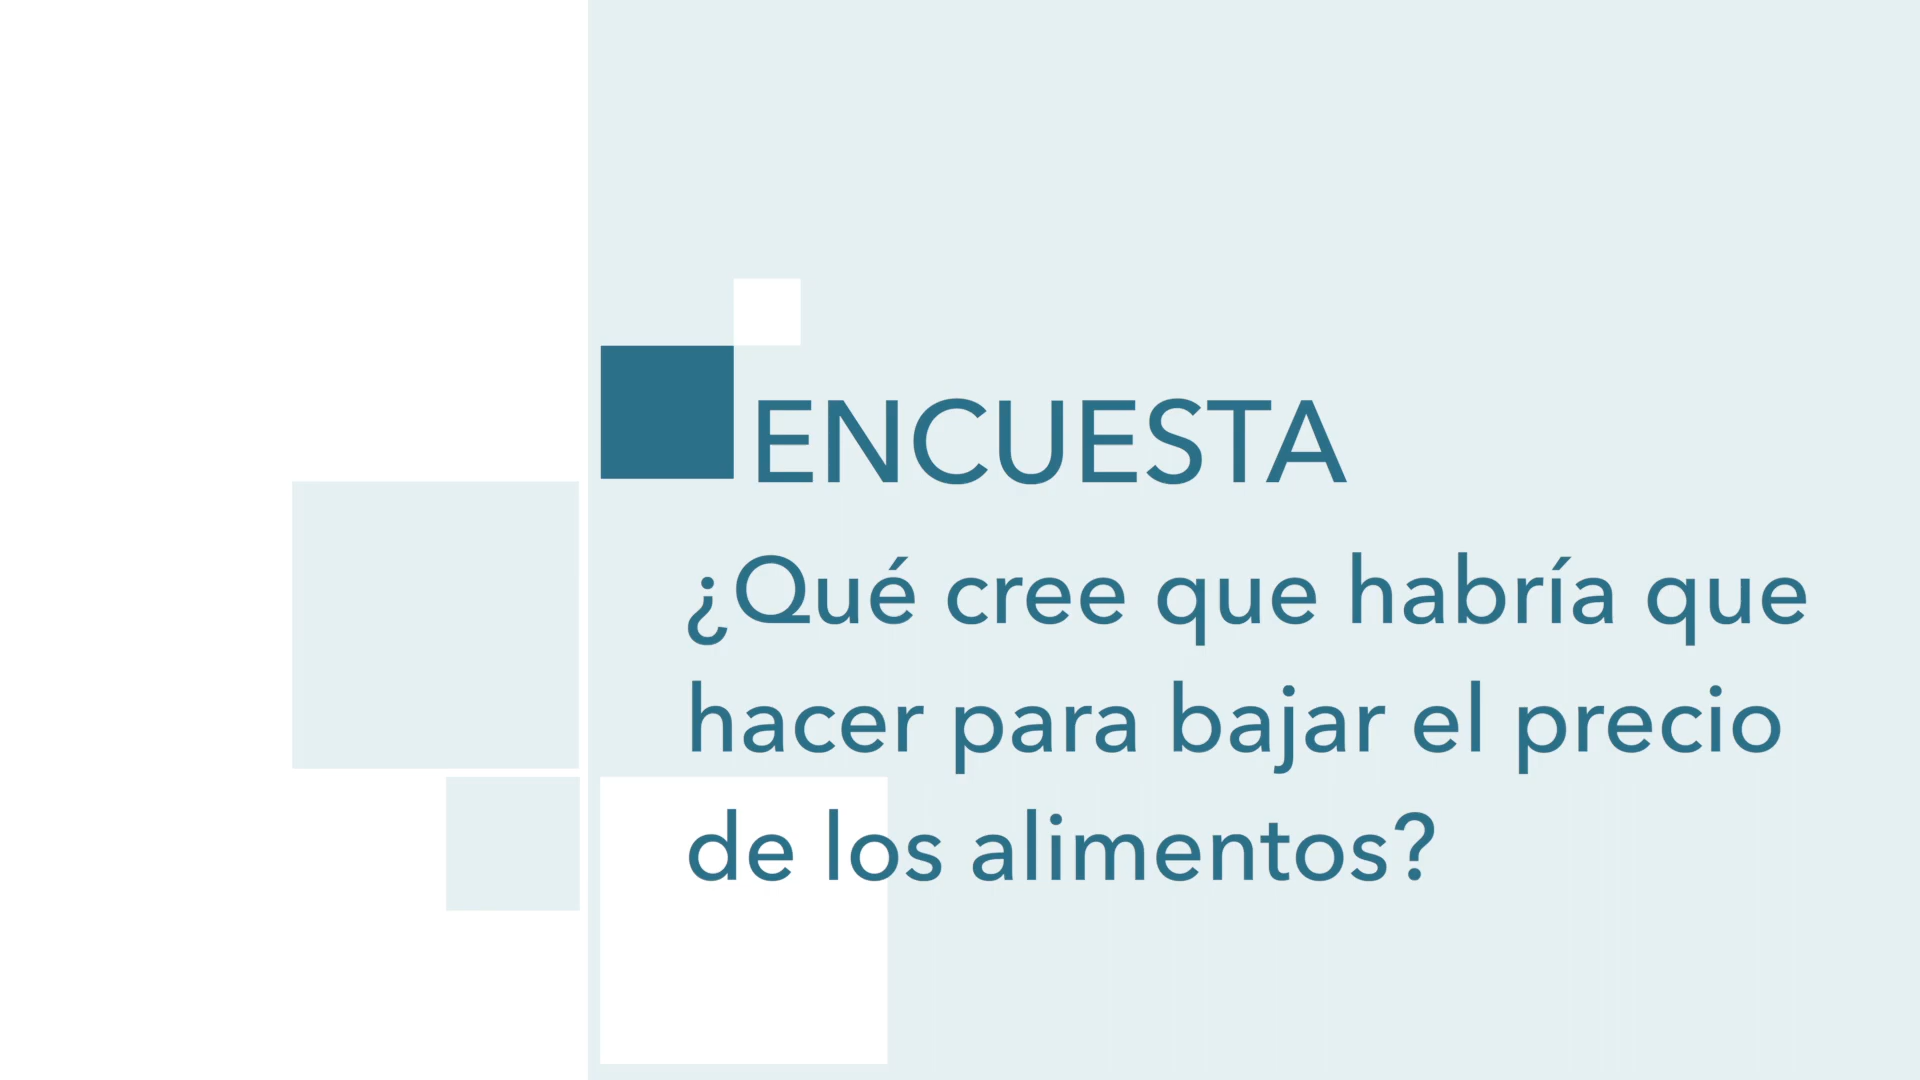 ENCUESTA
¿Qué cree que habría que
hacer para bajar el precio
de los alimentos?